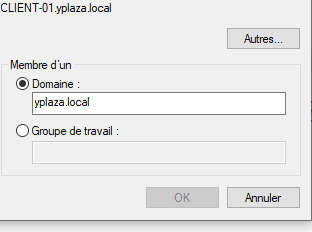 CLIENT-01.yplaza.local
Autres...
Membre d'un
Domaine :
yplaza.local
Groupe de travail :
OK
Annuler